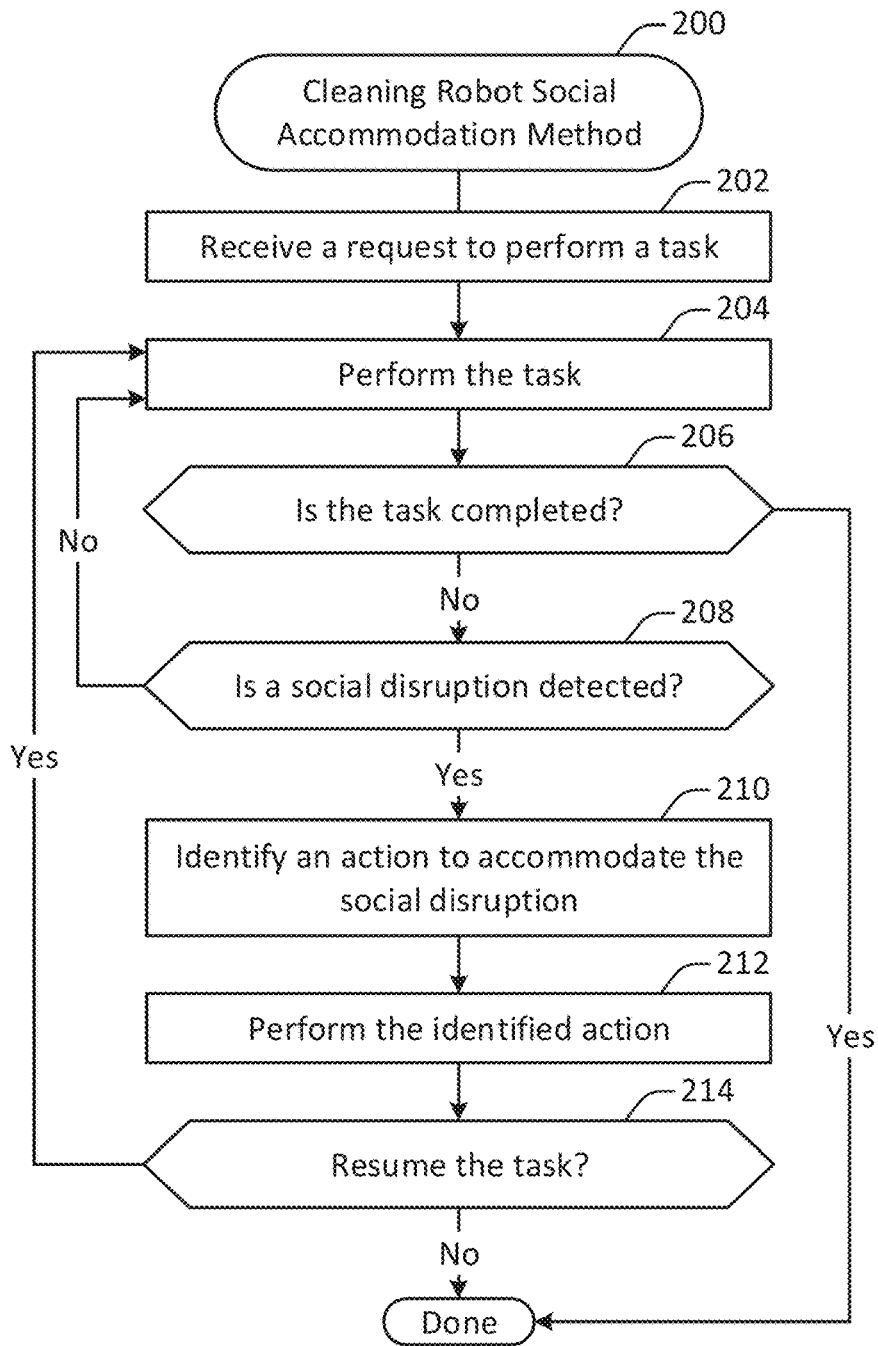 200
Cleaning Robot Social
Accommodation Method
202
Receive a request to perform a task
204
Perform the task
206
Is the task completed?
No
No
208
Is a social disruption detected?
Yes
Yes
210
Identify an action to accommodate the
social disruption
212
Perform the identified action
Yes
214
Resume the task?
No
Done